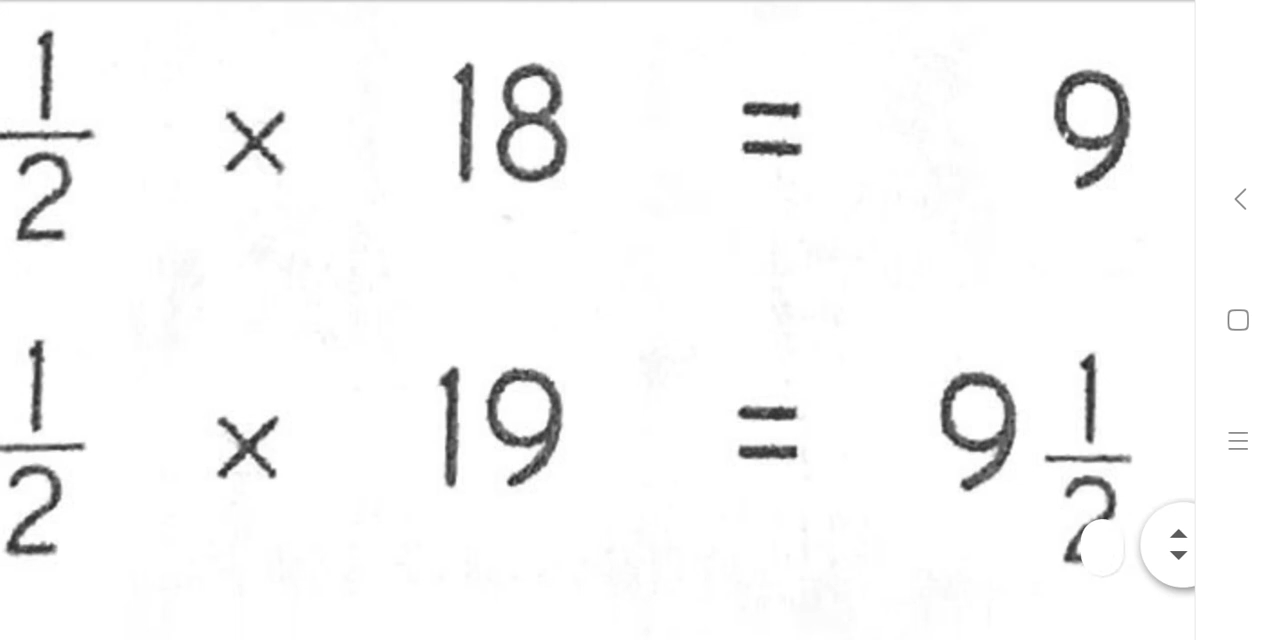 1/2 × 18 = 9
1/2 × 19 = 9 1/2